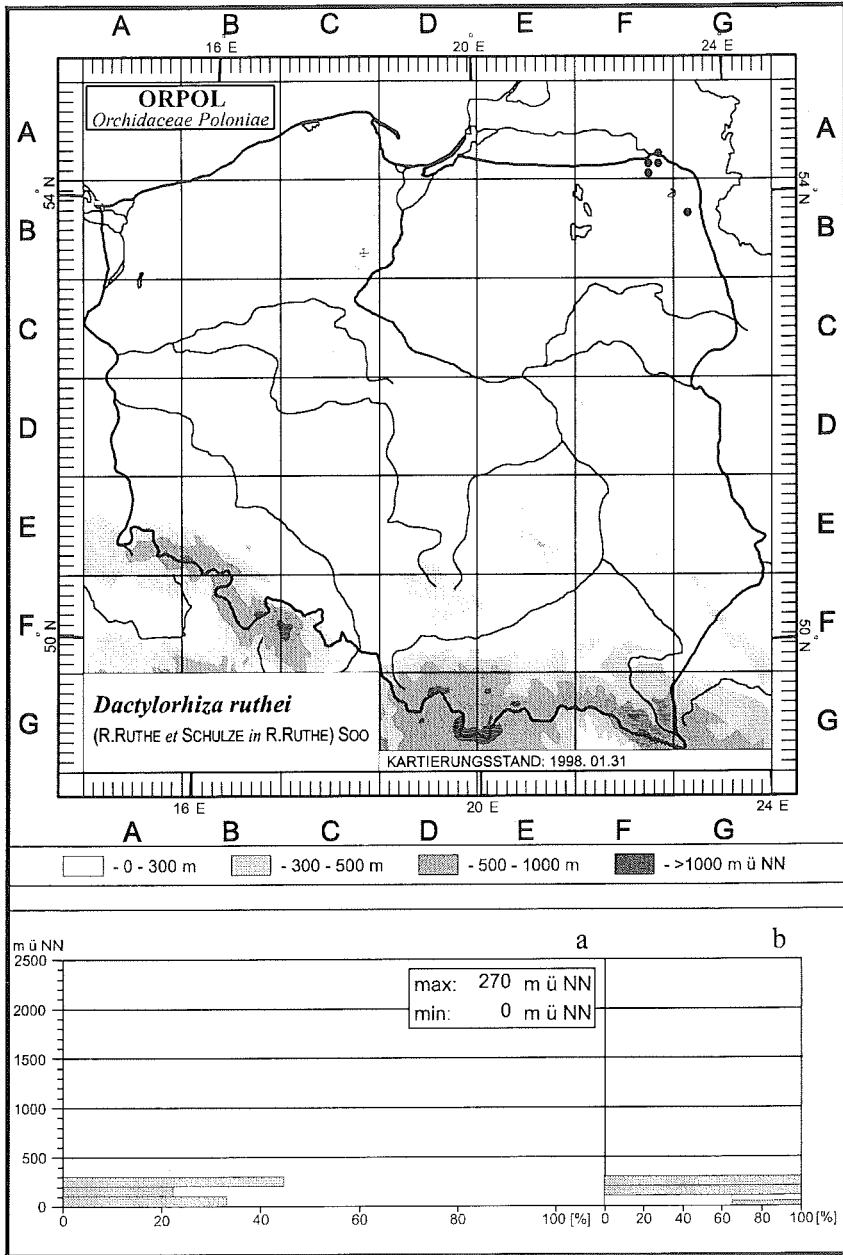 A B C D E F G
16°E 20°E 24°E
ORPOL
Orchidaceae Poloniae
A A
54°N 54°N
B B
C C
D D
E E
F F
50°N 50°N
Dactylorhiza ruthei
(R.RUTHE et SCHULZE in R.RUTHE) SOO
G G
KARTIERUNGSSTAND: 1998. 01.31
16 E 20 E 24 E
A B C D E F G
- 0 - 300 m - 300 - 500 m - 500 - 1000 m - >1000 m ü NN
m ü NN a b
2500
max: 270 m ü NN
min: 0 m ü NN
2000
1500
1000
500
0
0 20 40 60 80 100 [%] 0 20 40 60 80 100[%]